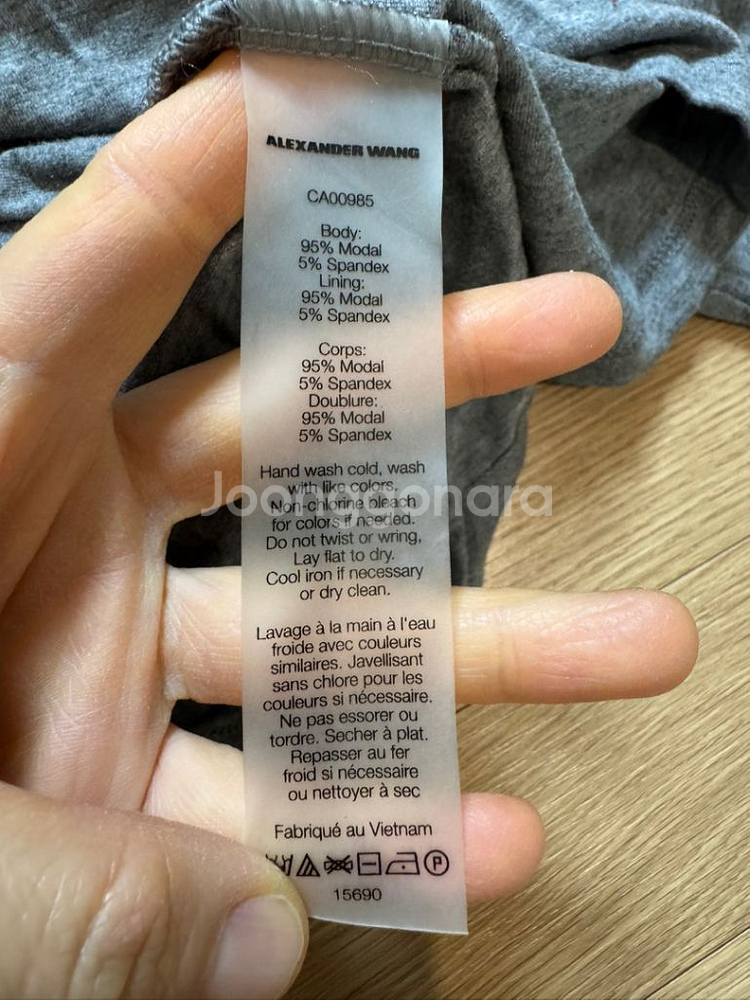 ALEXANDER WANG
CA00985
Body:
95% Modal
5% Spandex
Lining:
95% Modal
5% Spandex
Corps:
95% Modal
5% Spandex
Doublure:
95% Modal
5% Spandex
Hand wash cold, wash
with like colors.
Non-chlorine bleach
for colors if needed.
Do not twist or wring,
Lay flat to dry.
Cool iron if necessary
or dry clean.
Joonggonara
Lavage à la main à l'eau
froide avec couleurs
similaires. Javellisant
sans chlore pour les
couleurs si nécessaire.
Ne pas essorer ou
tordre. Secher à plat.
Repasser au fer
froid si nécessaire
ou nettoyer à sec
Fabriqué au Vietnam
P
15690